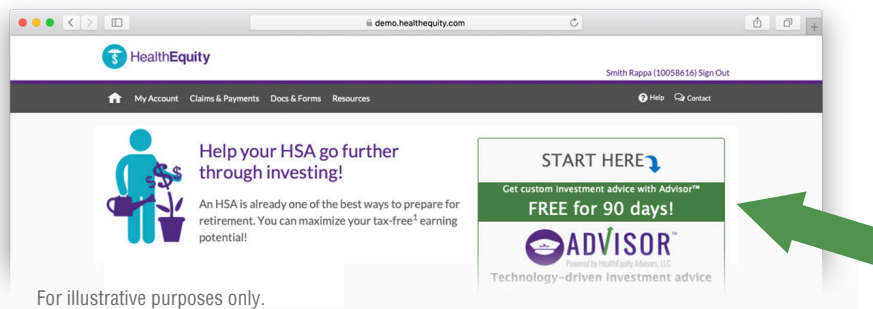 demo.healthequity.com
HealthEquity
Smith Rappa (10058616) Sign Out
My Account Claims & Payments Docs & Forms Resources
? Help Contact
Help your HSA go further
through investing!
An HSA is already one of the best ways to prepare for
retirement. You can maximize your tax-free¹ earning
potential!
START HERE
Get custom investment advice with Advisor™
FREE for 90 days!
ADVISOR™
Powered by HealthEquity Advisors, LLC
Technology-driven investment advice
For illustrative purposes only.